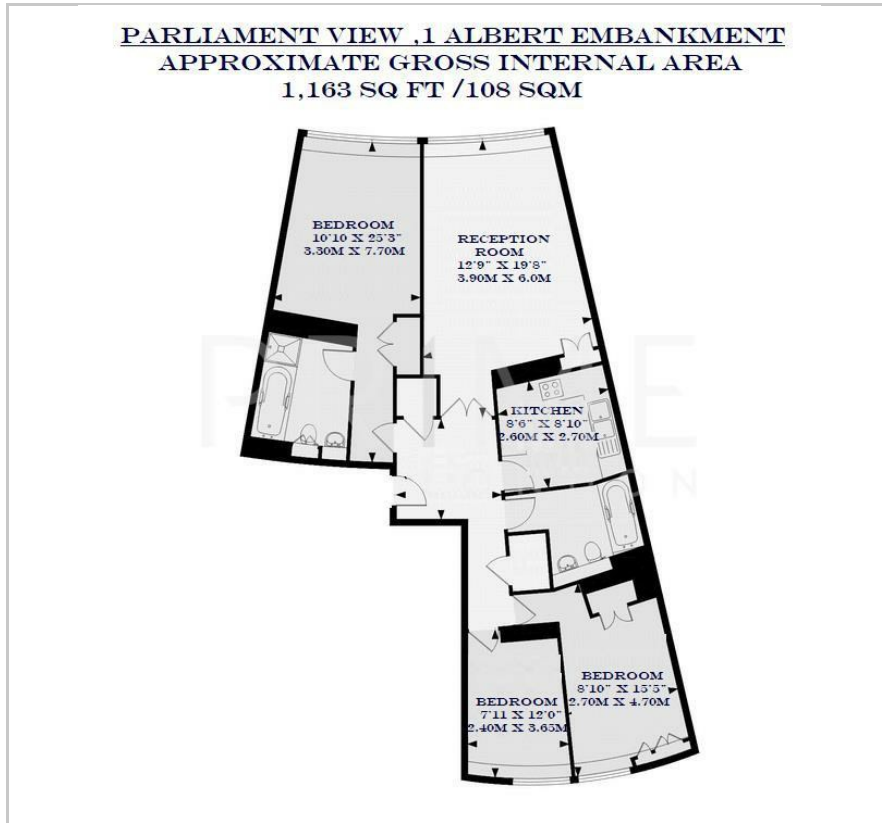 PARLIAMENT VIEW ,1 ALBERT EMBANKMENT
APPROXIMATE GROSS INTERNAL AREA
1,163 SQ FT /108 SQM
BEDROOM
10'10 X 25'3"
3.30M X 7.70M
RECEPTION
ROOM
12'9" X 19'8"
3.90M X 6.0M
KITCHEN
8'6" X 8'10"
2.60M X 2.70M
BEDROOM
8'10" X 15'5"
2.70M X 4.70M
BEDROOM
7'11 X 12'0"
2.40M X 3.65M
PRIME